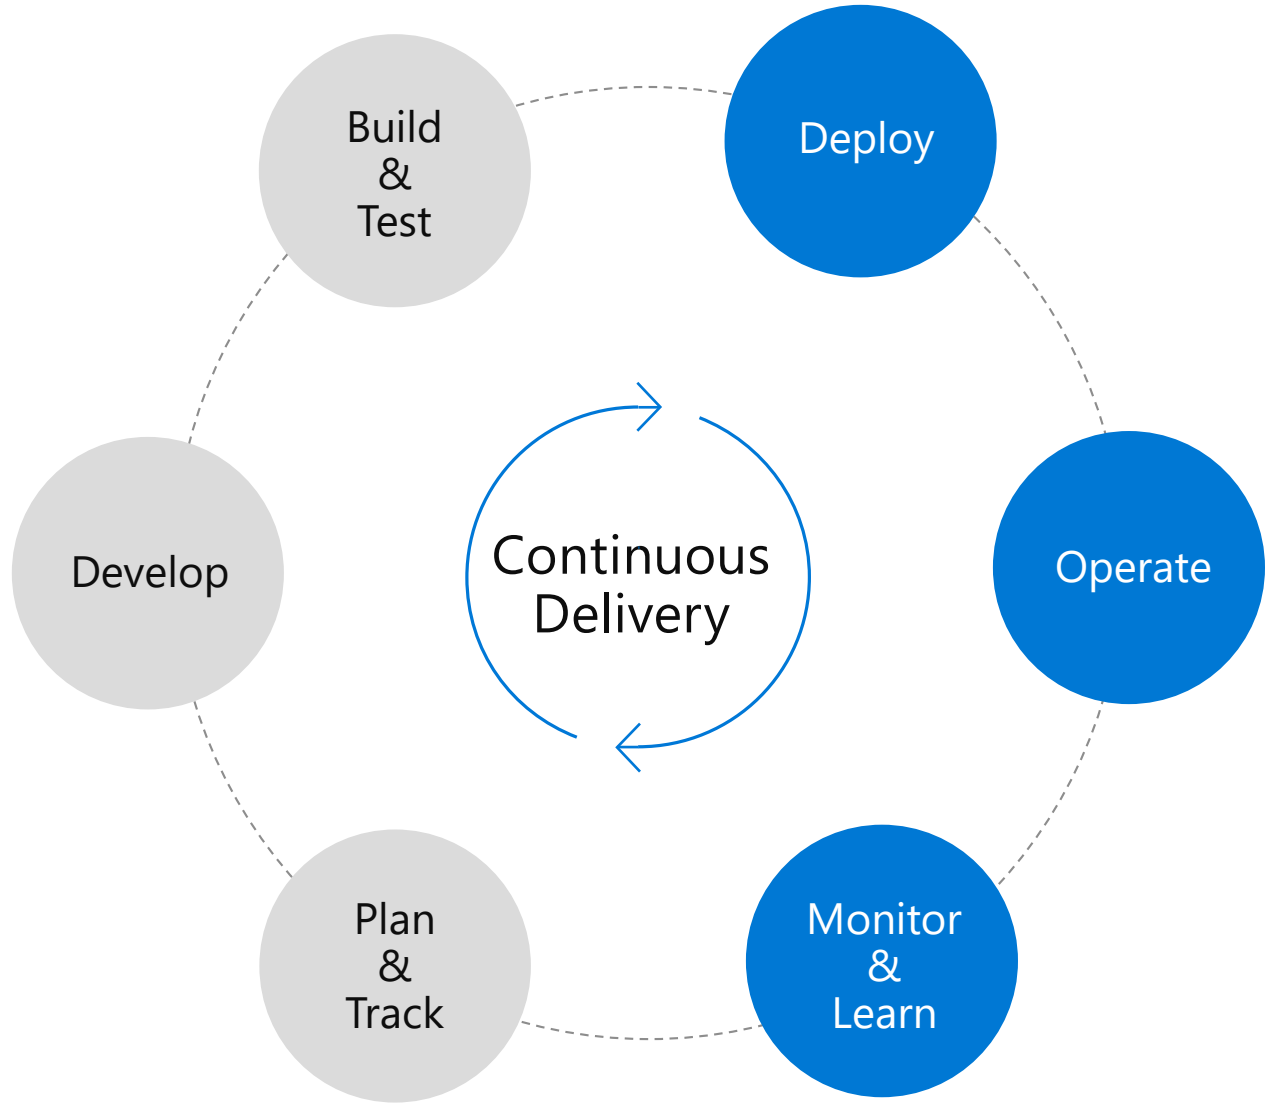 Build
&
Test
Deploy
Develop
Continuous
Delivery
Operate
Plan
&
Track
Monitor
&
Learn